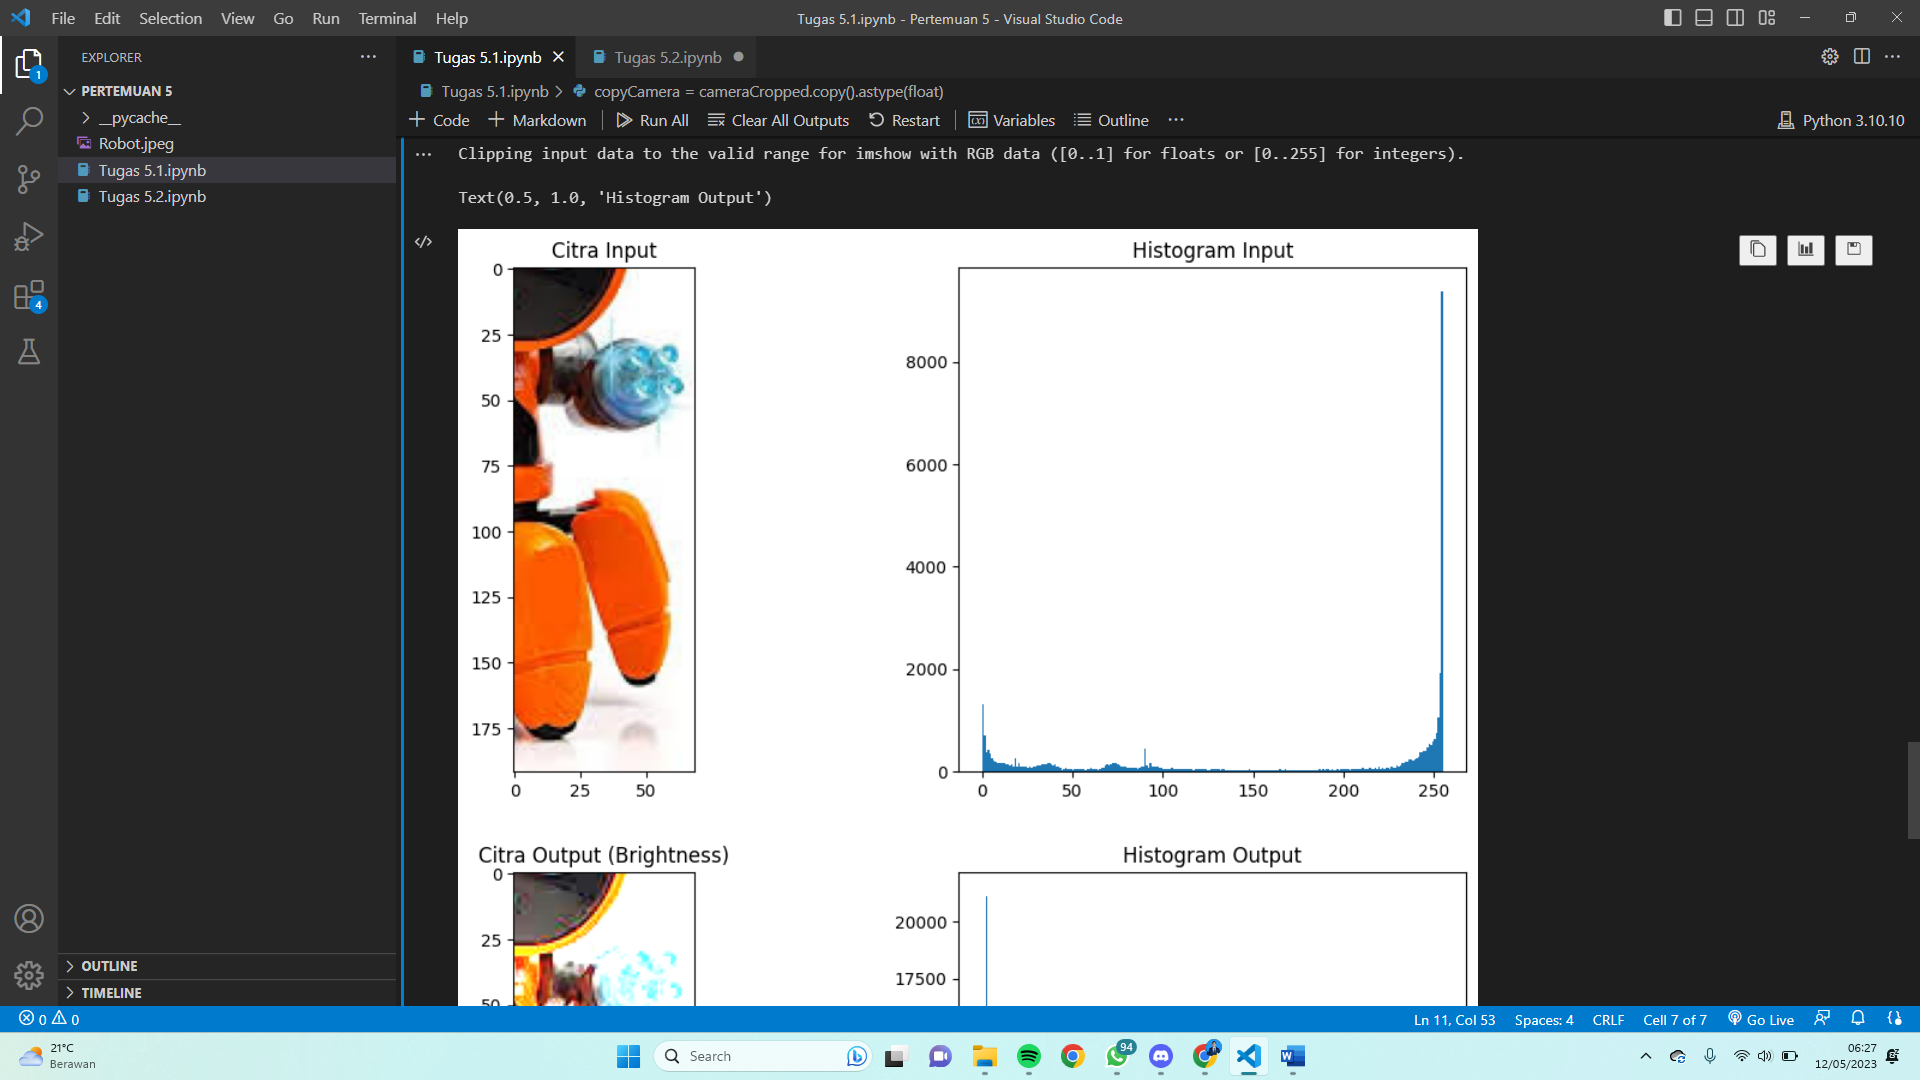 File Edit Selection View Go Run Terminal Help
Tugas 5.1.ipynb - Pertemuan 5 - Visual Studio Code
EXPLORER
PERTEMUAN 5
__pycache__
Robot.jpeg
Tugas 5.1.ipynb
Tugas 5.2.ipynb
OUTLINE
TIMELINE
1
4
Tugas 5.1.ipynb
Tugas 5.2.ipynb
Tugas 5.1.ipynb > copyCamera = cameraCropped.copy().astype(float)
+ Code + Markdown Run All Clear All Outputs Restart Variables Outline ...
Python 3.10.10
Clipping input data to the valid range for imshow with RGB data ([0..1] for floats or [0..255] for integers).
Text(0.5, 1.0, 'Histogram Output')
Citra Input
0
25
50
75
100
125
150
175
0 25 50
Histogram Input
8000
6000
4000
2000
0
0 50 100 150 200 250
Citra Output (Brightness)
0
25
50
Histogram Output
20000
17500
0 0
Ln 11, Col 53 Spaces: 4 CRLF Cell 7 of 7 Go Live
21°C
Berawan
Search
94
06:27
12/05/2023